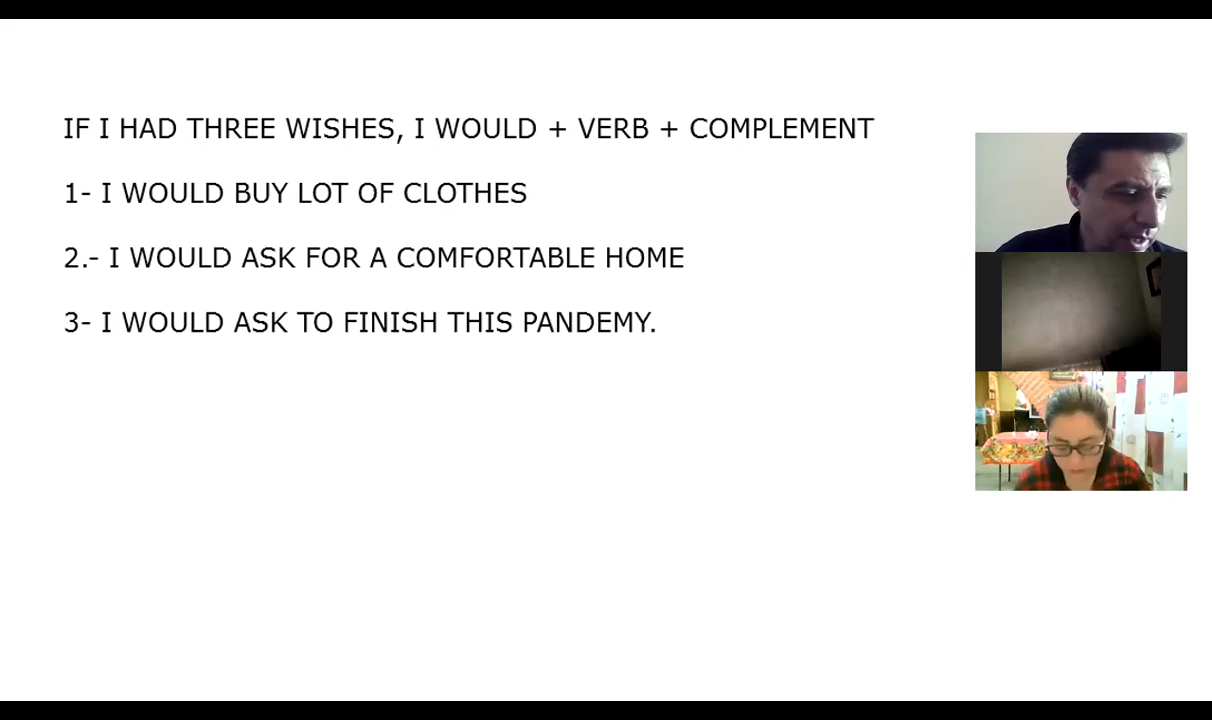 IF I HAD THREE WISHES, I WOULD + VERB + COMPLEMENT
1- I WOULD BUY LOT OF CLOTHES
2.- I WOULD ASK FOR A COMFORTABLE HOME
3- I WOULD ASK TO FINISH THIS PANDEMY.